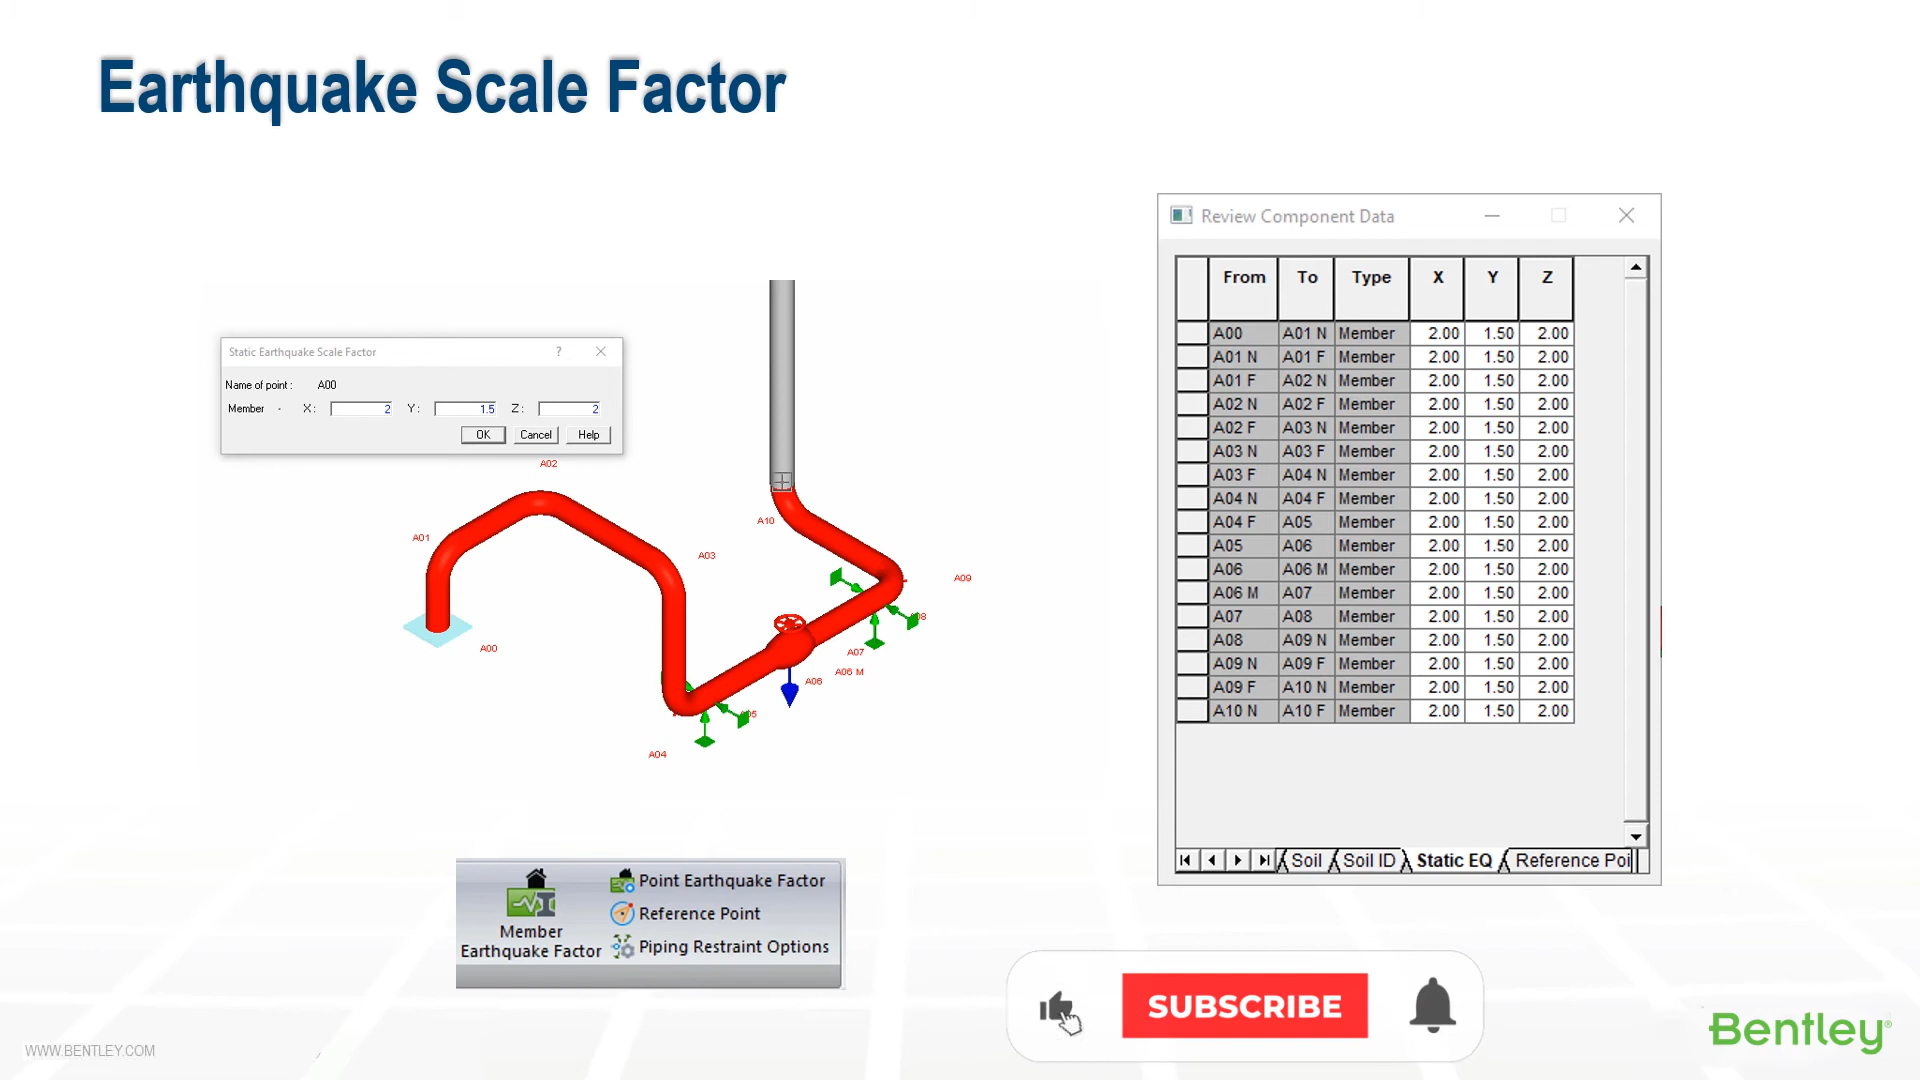 Earthquake Scale Factor
Static Earthquake Scale Factor ?
Name of point : A00
Member - X : 2 Y : 1.5 Z : 2
OK Cancel Help
A02
A01
A03
A10
A09
A08
A00
A07
A06 M
A06
A05
A04
Review Component Data
From To Type X Y Z
A00 A01 N Member 2.00 1.50 2.00
A01 N A01 F Member 2.00 1.50 2.00
A01 F A02 N Member 2.00 1.50 2.00
A02 N A02 F Member 2.00 1.50 2.00
A02 F A03 N Member 2.00 1.50 2.00
A03 N A03 F Member 2.00 1.50 2.00
A03 F A04 N Member 2.00 1.50 2.00
A04 N A04 F Member 2.00 1.50 2.00
A04 F A05 Member 2.00 1.50 2.00
A05 A06 Member 2.00 1.50 2.00
A06 A06 M Member 2.00 1.50 2.00
A06 M A07 Member 2.00 1.50 2.00
A07 A08 Member 2.00 1.50 2.00
A08 A09 N Member 2.00 1.50 2.00
A09 N A09 F Member 2.00 1.50 2.00
A09 F A10 N Member 2.00 1.50 2.00
A10 N A10 F Member 2.00 1.50 2.00
Soil Soil ID Static EQ Reference Poi
Member
Earthquake Factor
Point Earthquake Factor
Reference Point
Piping Restraint Options
SUBSCRIBE
WWW.BENTLEY.COM
Bentley®